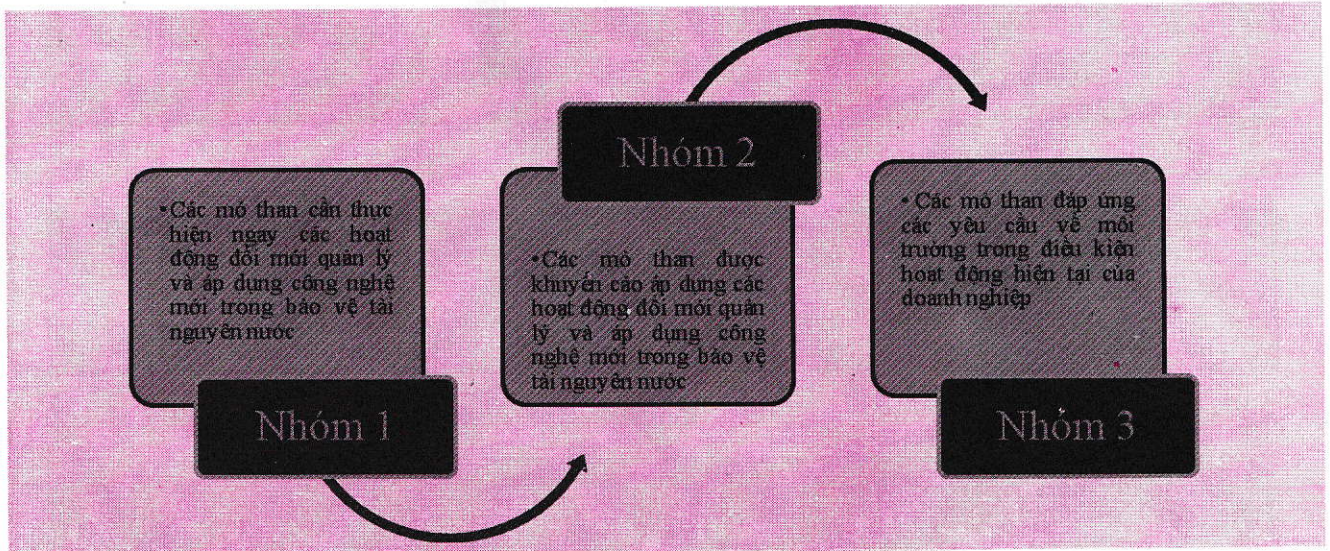 •Các mỏ than cần thực
hiện ngay các hoạt
động đổi mới quản lý
và áp dụng công nghệ
mới trong bảo vệ tài
nguyên nước
Nhóm 1
Nhóm 2
•Các mỏ than được
khuyến cáo áp dụng các
hoạt động đổi mới quản
lý và áp dụng công
nghệ mới trong bảo vệ
tài nguyên nước
• Các mỏ than đáp ứng
các yêu cầu về môi
trường trong điều kiện
hoạt động hiện tại của
doanh nghiệp
Nhóm 3